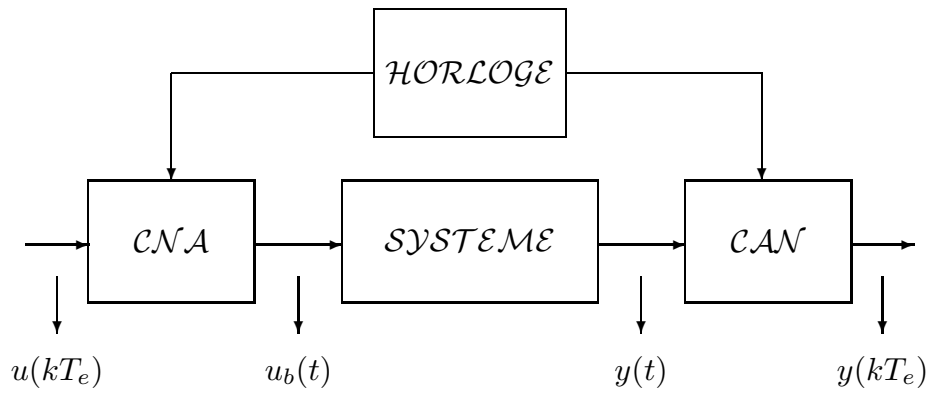 HORLOGE
CNA
SYSTEME
CAN
u(kTₑ)
u_b(t)
y(t)
y(kTₑ)